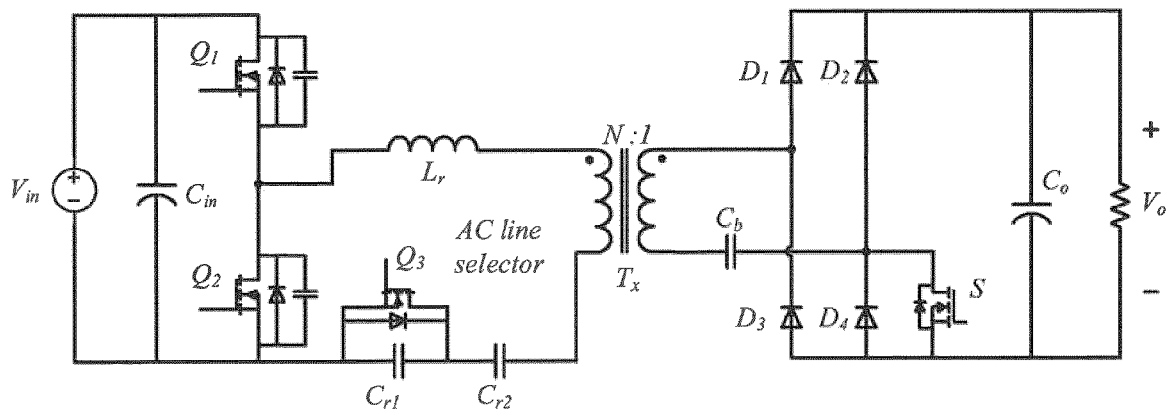 Q1
D1
D2
N:1
+
Vin
+
−
Cin
Lr
Co
Vo
Cb
AC line
selector
Q2
Q3
Tx
D3
D4
S
−
Cr1
Cr2